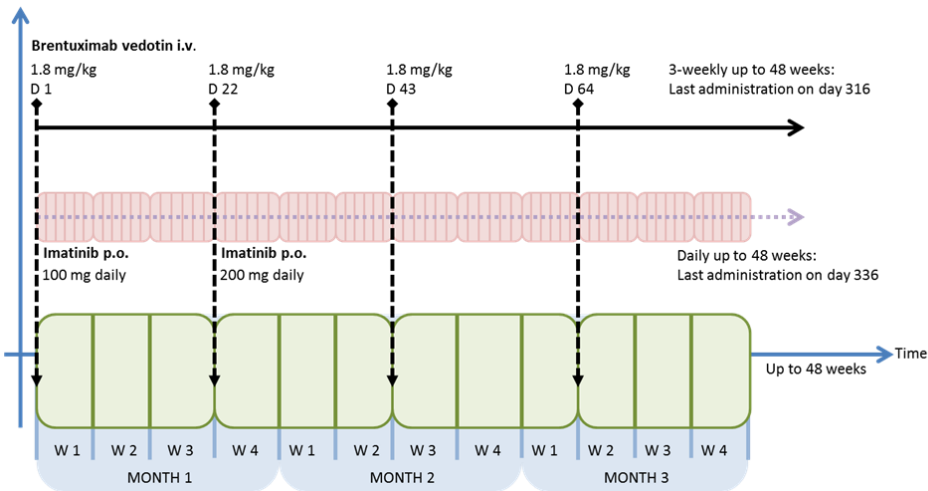 Brentuximab vedotin i.v.
1.8 mg/kg
D 1
1.8 mg/kg
D 22
1.8 mg/kg
D 43
1.8 mg/kg
D 64
3-weekly up to 48 weeks:
Last administration on day 316
Imatinib p.o.
100 mg daily
Imatinib p.o.
200 mg daily
Daily up to 48 weeks:
Last administration on day 336
Time
Up to 48 weeks
W 1 W 2 W 3 W 4 W 1 W 2 W 3 W 4 W 1 W 2 W 3 W 4
MONTH 1 MONTH 2 MONTH 3